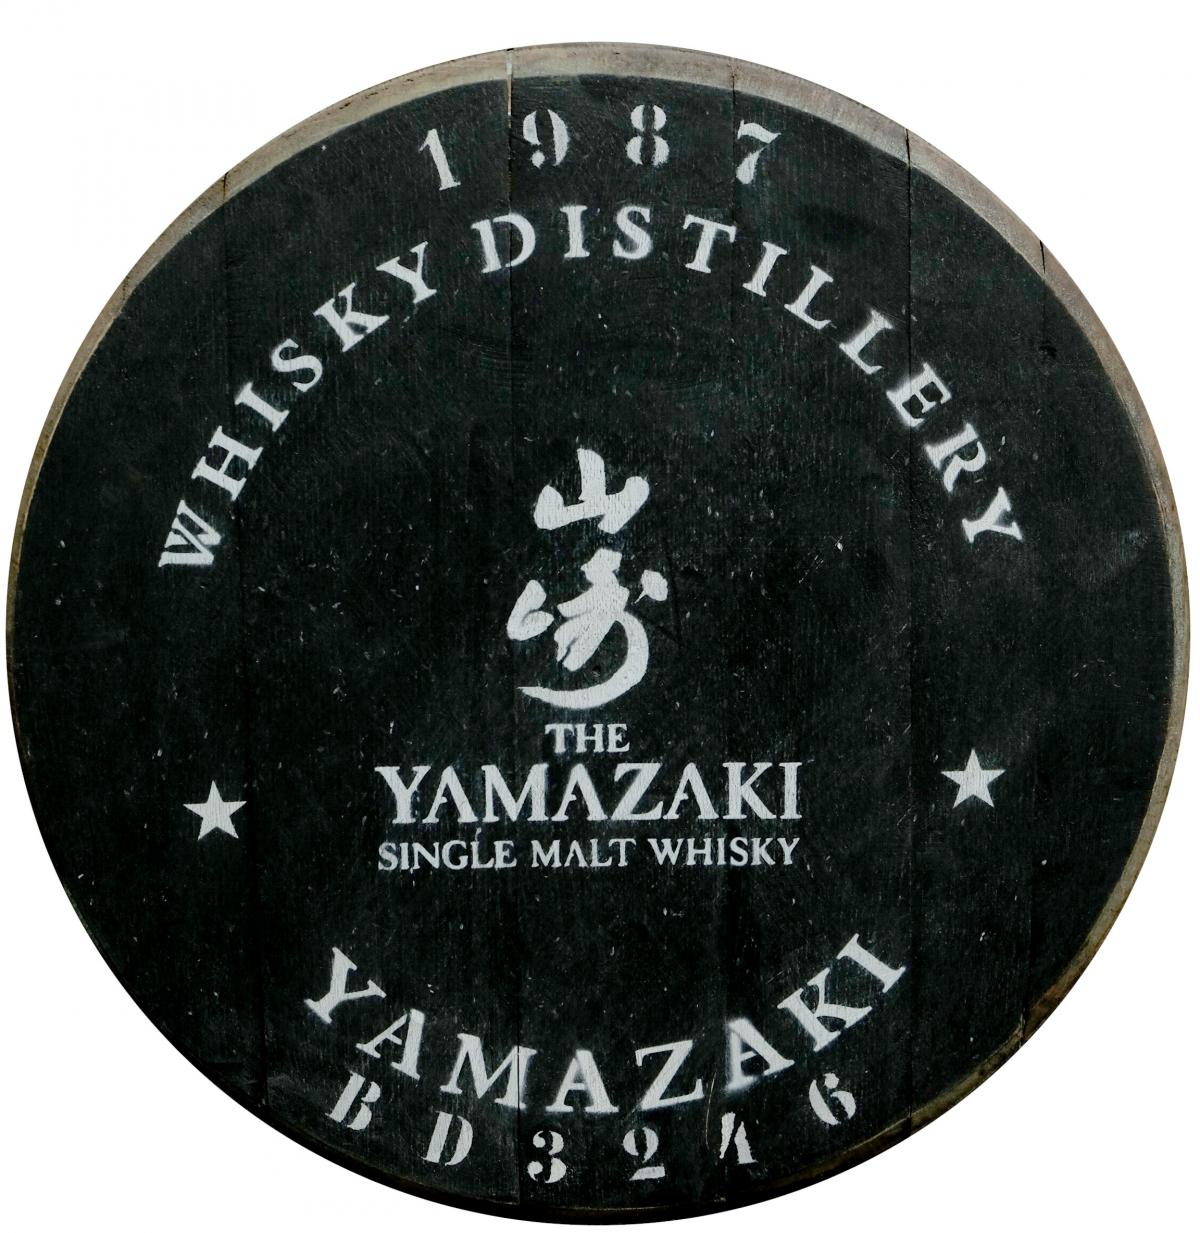 1987
WHISKY DISTILLERY
山
崎
THE
YAMAZAKI
SINGLE MALT WHISKY
YAMAZAKI
BD3246